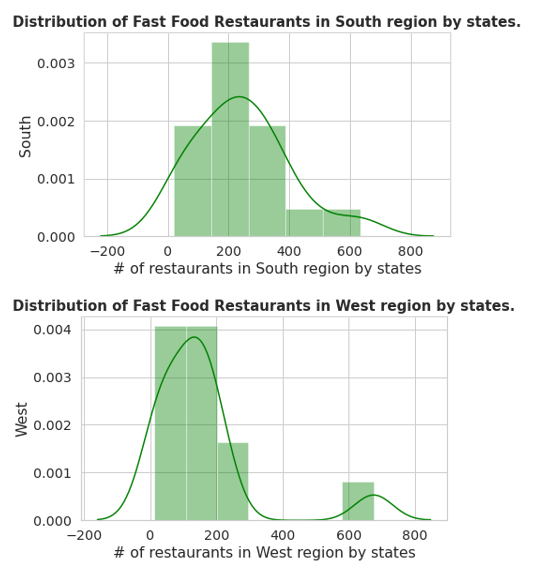 Distribution of Fast Food Restaurants in South region by states.
0.003
0.002
0.001
0.000
South
−200 0 200 400 600 800
# of restaurants in South region by states
Distribution of Fast Food Restaurants in West region by states.
0.004
0.003
0.002
0.001
0.000
West
−200 0 200 400 600 800
# of restaurants in West region by states